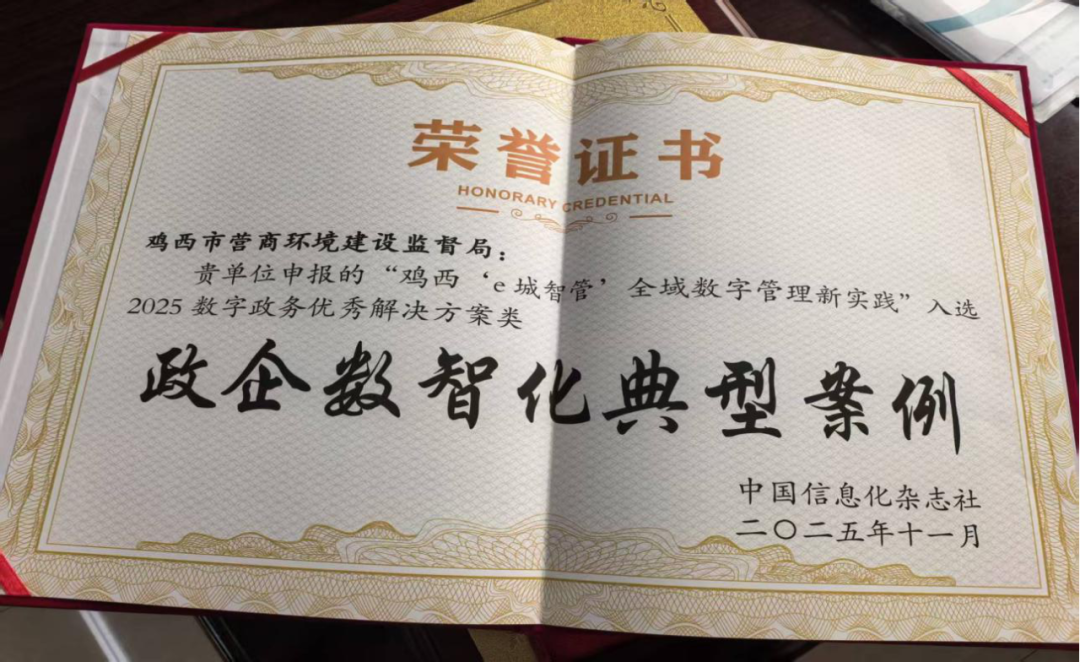 荣誉证书
HONORARY CREDENTIAL
鸡西市营商环境建设监督局：
贵单位申报的“鸡西‘e城智管’全域数字管理新实践”入选
2025数字政务优秀解决方案类
政企数智化典型案例
中国信息化杂志社
二〇二五年十一月